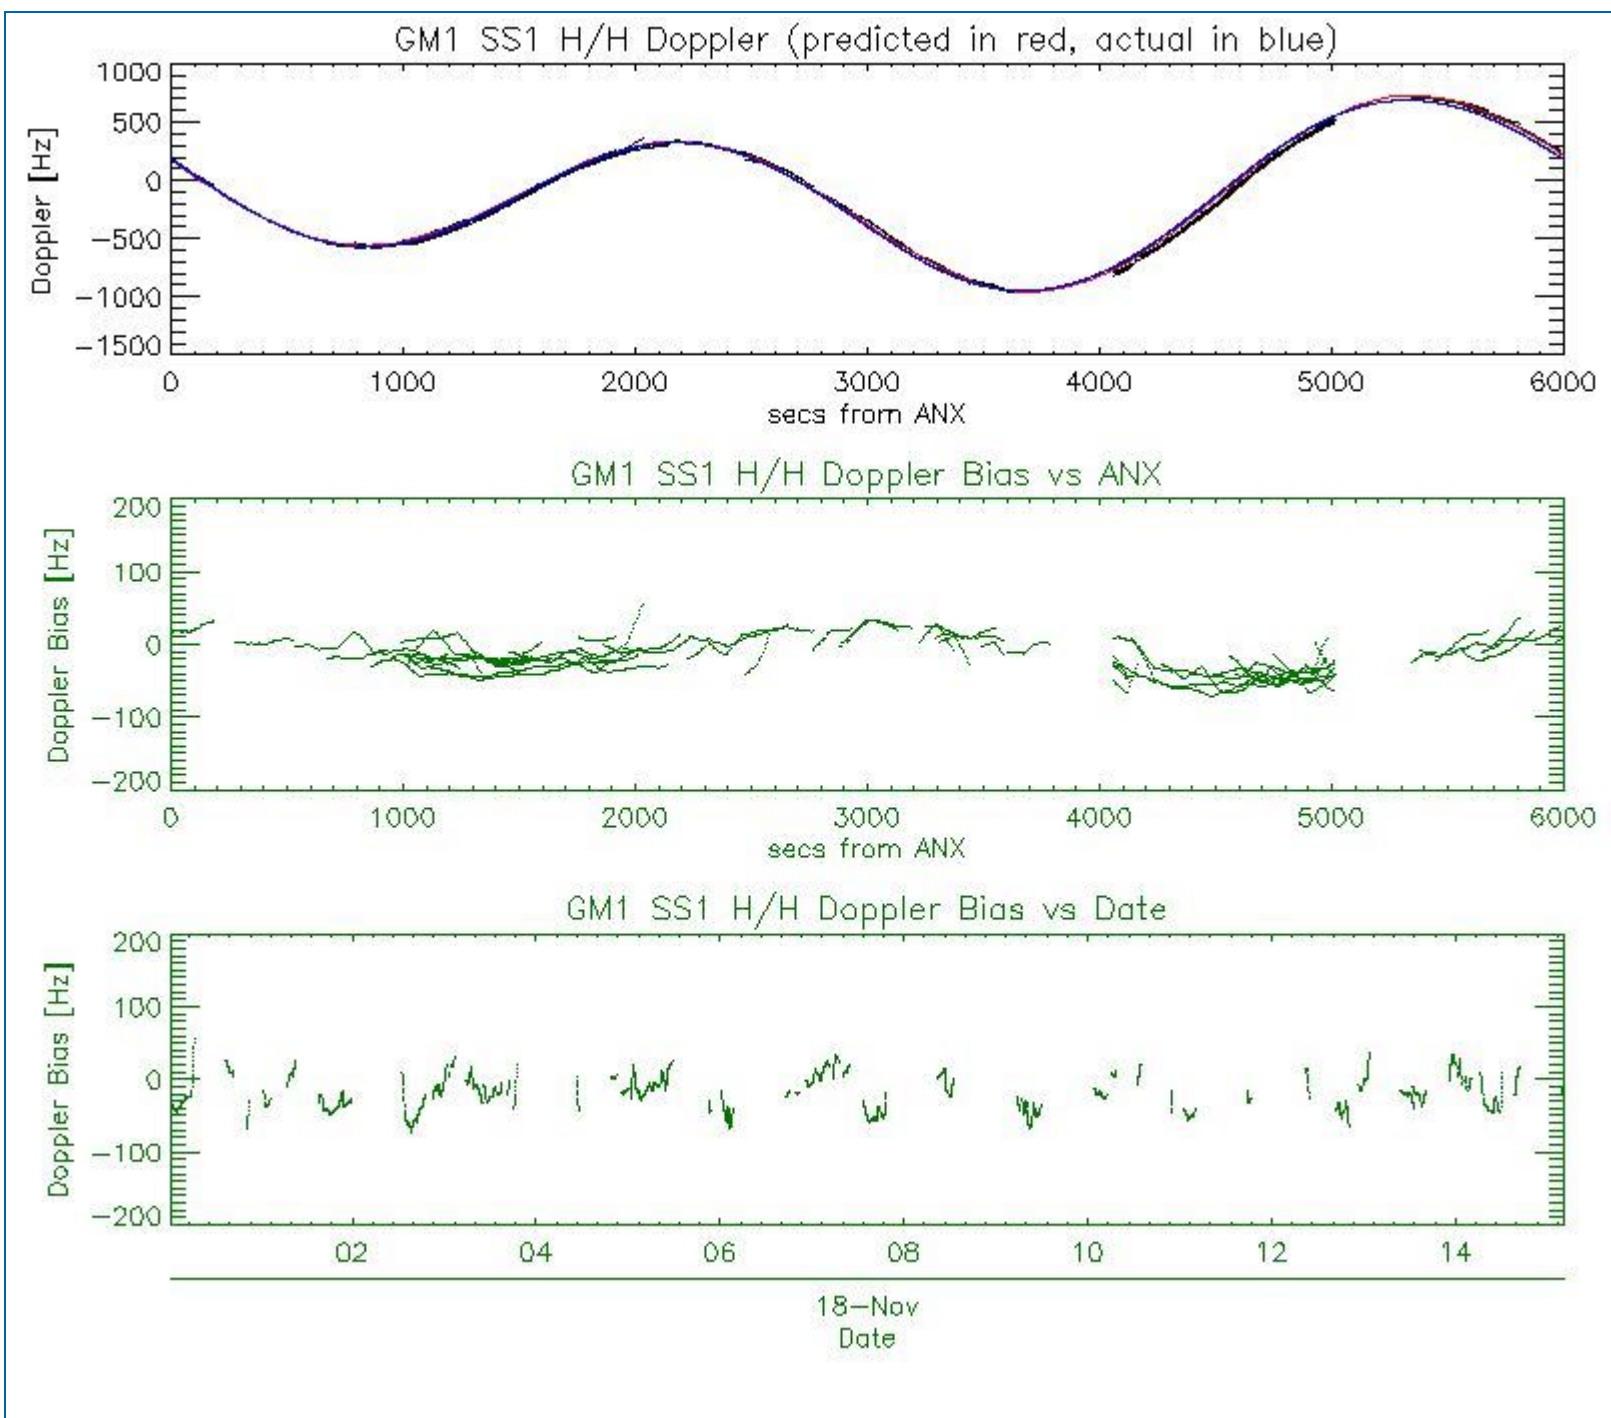 GM1 SS1 H/H Doppler (predicted in red, actual in blue)
1000
500
0
−500
−1000
−1500
Doppler [Hz]
0 1000 2000 3000 4000 5000 6000
secs from ANX
GM1 SS1 H/H Doppler Bias vs ANX
200
100
0
−100
−200
Doppler Bias [Hz]
0 1000 2000 3000 4000 5000 6000
secs from ANX
GM1 SS1 H/H Doppler Bias vs Date
200
100
0
−100
−200
Doppler Bias [Hz]
02 04 06 08 10 12 14
18−Nov
Date